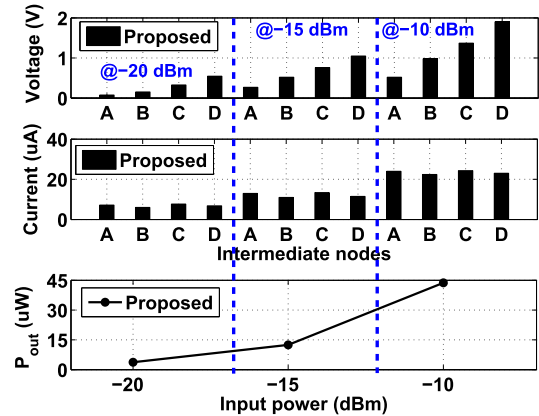 Voltage (V)
2
1
0
Proposed
@−20 dBm
@−15 dBm
@−10 dBm
A B C D A B C D A B C D
Current (uA)
40
20
0
Proposed
A B C D A B C D A B C D
Intermediate nodes
Pout (uW)
45
30
15
0
Proposed
−20 −15 −10
Input power (dBm)